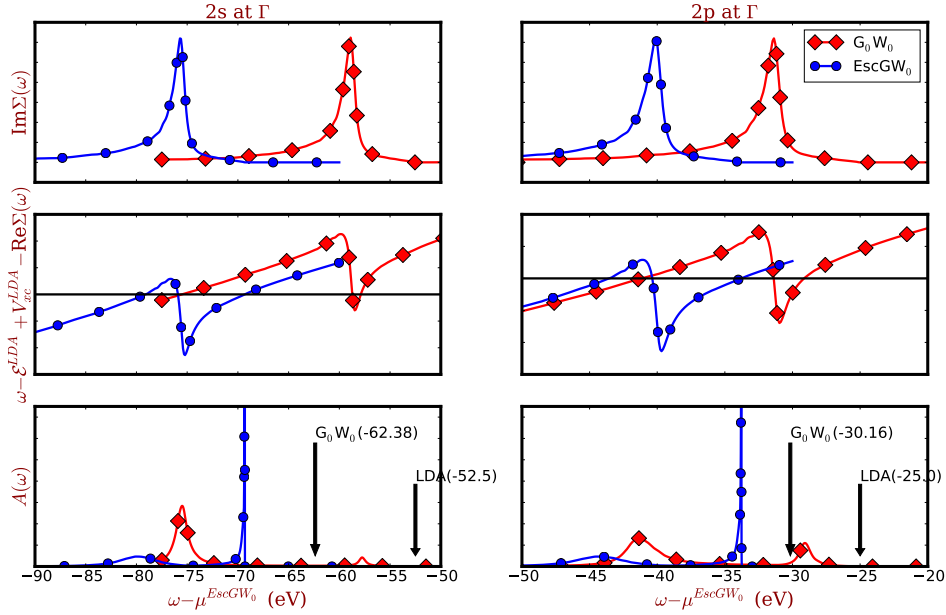 2s at Γ
2p at Γ
ImΣ(ω)
G₀W₀
EscGW₀
ω−ℰ^{LDA}+V_{xc}^{LDA}−ReΣ(ω)
A(ω)
G₀W₀(-62.38)
LDA(-52.5)
G₀W₀(-30.16)
LDA(-25.0)
−90 −85 −80 −75 −70 −65 −60 −55 −50
−50 −45 −40 −35 −30 −25 −20
ω−μ^{EscGW₀} (eV)
ω−μ^{EscGW₀} (eV)